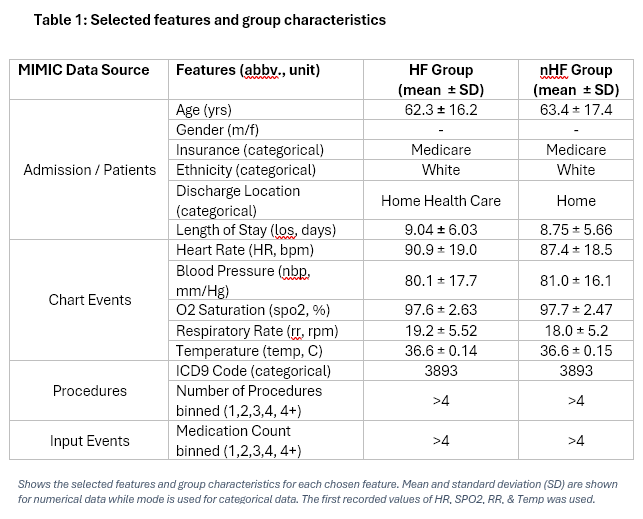 Table 1: Selected features and group characteristics
MIMIC Data Source Features (abbv., unit) HF Group nHF Group
(mean ± SD) (mean ± SD)
Admission / Patients
Age (yrs) 62.3 ± 16.2 63.4 ± 17.4
Gender (m/f) - -
Insurance (categorical) Medicare Medicare
Ethnicity (categorical) White White
Discharge Location
(categorical) Home Health Care Home
Length of Stay (los, days) 9.04 ± 6.03 8.75 ± 5.66
Chart Events
Heart Rate (HR, bpm) 90.9 ± 19.0 87.4 ± 18.5
Blood Pressure (nbp,
mm/Hg) 80.1 ± 17.7 81.0 ± 16.1
O2 Saturation (spo2, %) 97.6 ± 2.63 97.7 ± 2.47
Respiratory Rate (rr, rpm) 19.2 ± 5.52 18.0 ± 5.2
Temperature (temp, C) 36.6 ± 0.14 36.6 ± 0.15
Procedures
ICD9 Code (categorical) 3893 3893
Number of Procedures
binned (1,2,3,4, 4+) >4 >4
Input Events
Medication Count
binned (1,2,3,4, 4+) >4 >4
Shows the selected features and group characteristics for each chosen feature. Mean and standard deviation (SD) are shown
for numerical data while mode is used for categorical data. The first recorded values of HR, SPO2, RR, & Temp was used.